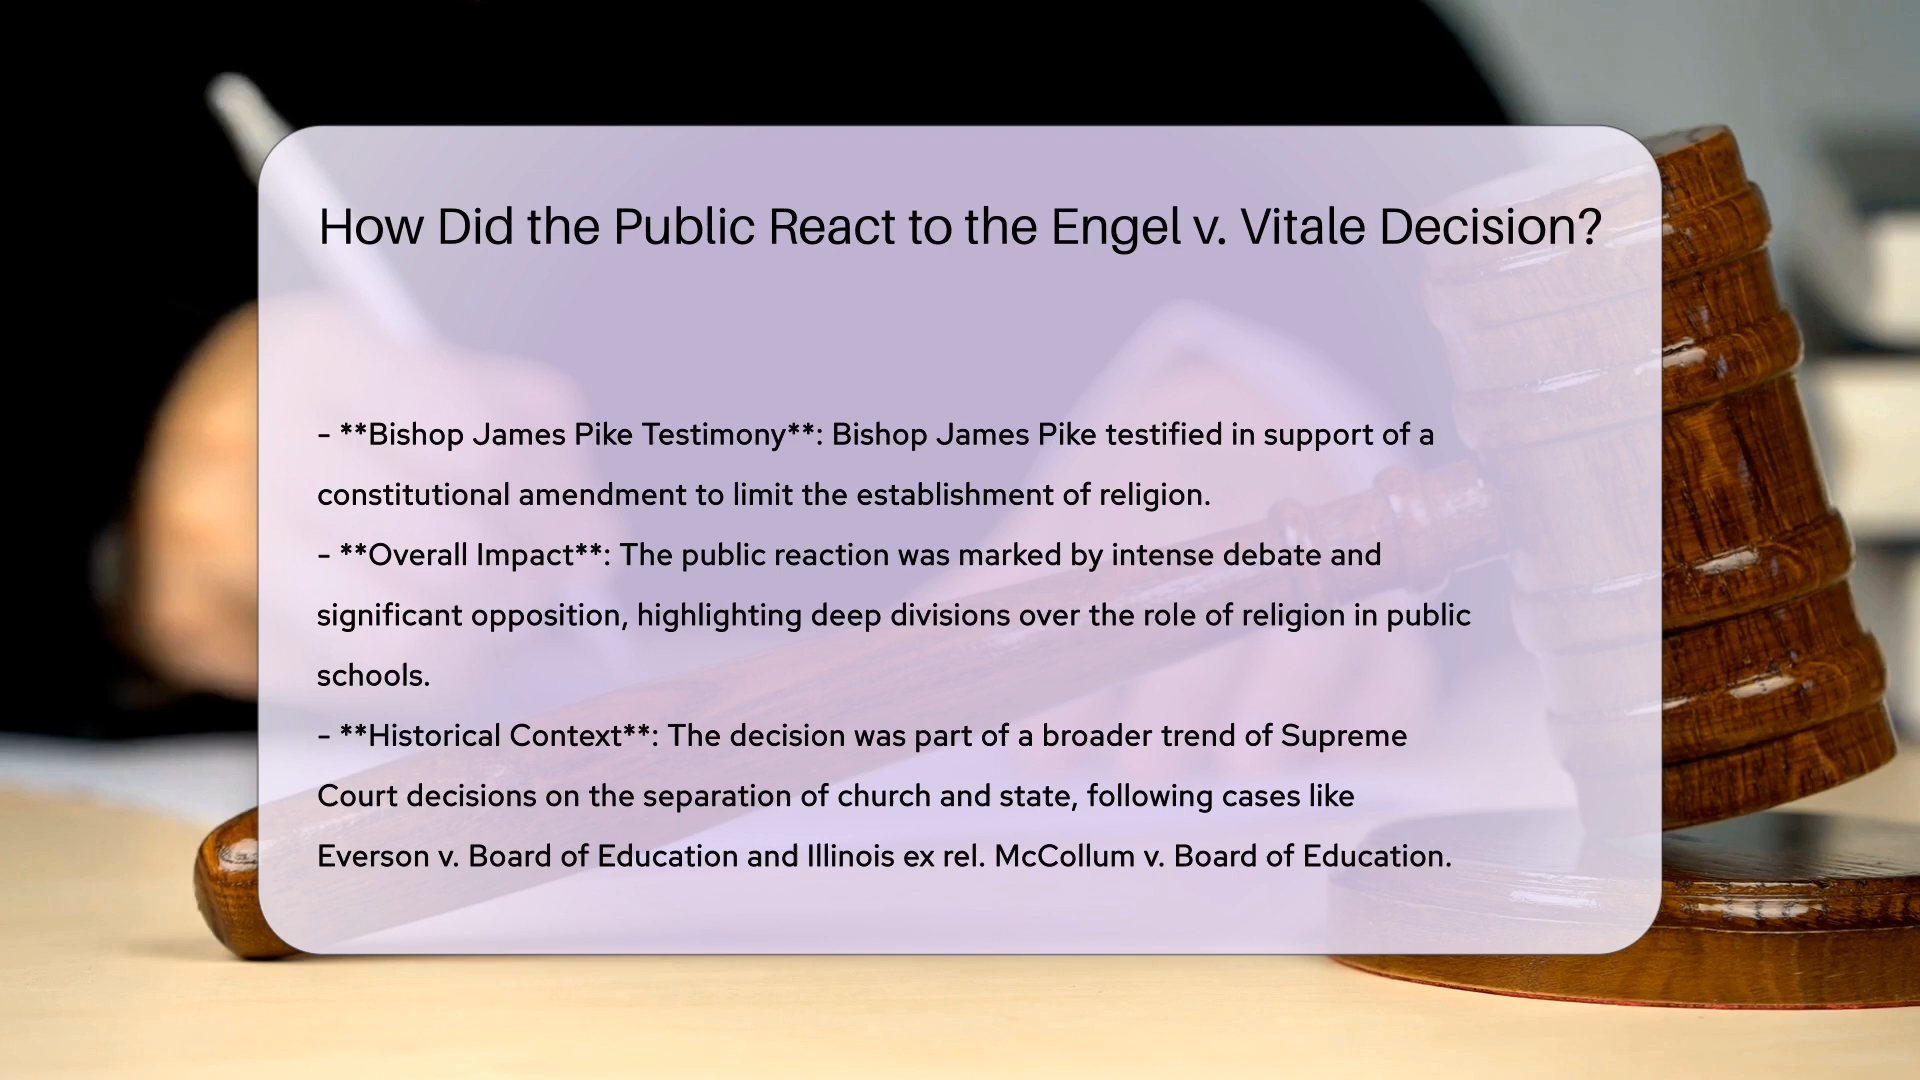 How Did the Public React to the Engel v. Vitale Decision?
- **Bishop James Pike Testimony**: Bishop James Pike testified in support of a
constitutional amendment to limit the establishment of religion.
- **Overall Impact**: The public reaction was marked by intense debate and
significant opposition, highlighting deep divisions over the role of religion in public
schools.
- **Historical Context**: The decision was part of a broader trend of Supreme
Court decisions on the separation of church and state, following cases like
Everson v. Board of Education and Illinois ex rel. McCollum v. Board of Education.